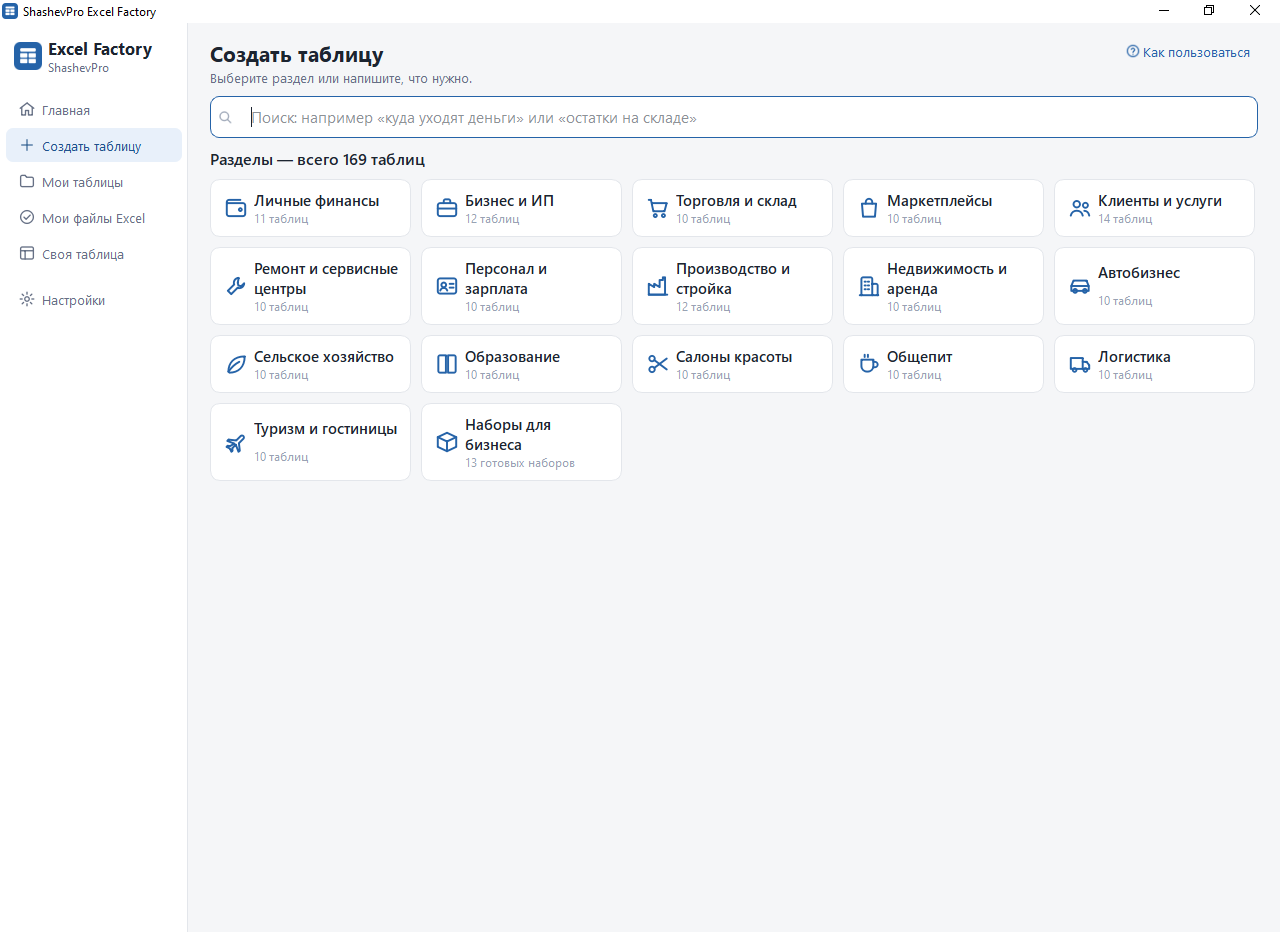 ShashevPro Excel Factory
Excel Factory
ShashevPro
Главная
Создать таблицу
Мои таблицы
Мои файлы Excel
Своя таблица
Настройки
Создать таблицу
Как пользоваться
Выберите раздел или напишите, что нужно.
Поиск: например «куда уходят деньги» или «остатки на складе»
Разделы — всего 169 таблиц
Личные финансы
11 таблиц
Бизнес и ИП
12 таблиц
Торговля и склад
10 таблиц
Маркетплейсы
10 таблиц
Клиенты и услуги
14 таблиц
Ремонт и сервисные
центры
10 таблиц
Персонал и
зарплата
10 таблиц
Производство и
стройка
12 таблиц
Недвижимость и
аренда
10 таблиц
Автобизнес
10 таблиц
Сельское хозяйство
10 таблиц
Образование
10 таблиц
Салоны красоты
10 таблиц
Общепит
10 таблиц
Логистика
10 таблиц
Туризм и гостиницы
10 таблиц
Наборы для
бизнеса
13 готовых наборов